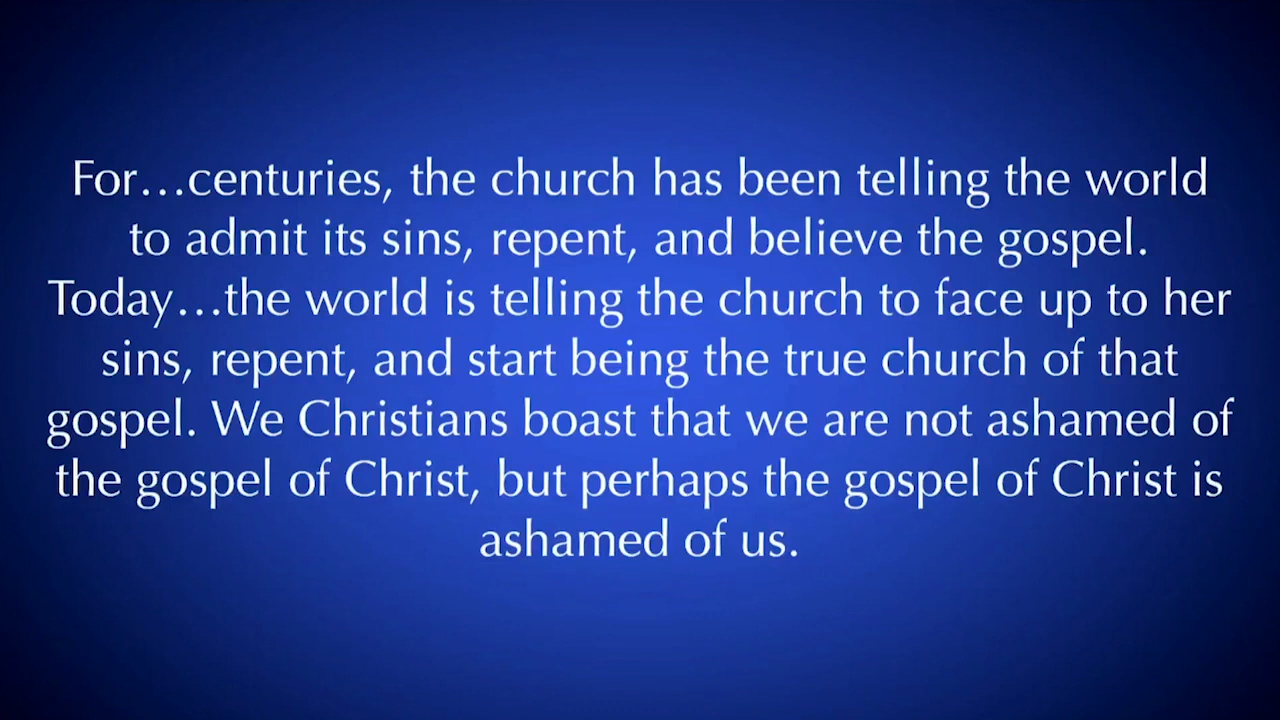 For…centuries, the church has been telling the world
to admit its sins, repent, and believe the gospel.
Today…the world is telling the church to face up to her
sins, repent, and start being the true church of that
gospel. We Christians boast that we are not ashamed of
the gospel of Christ, but perhaps the gospel of Christ is
ashamed of us.